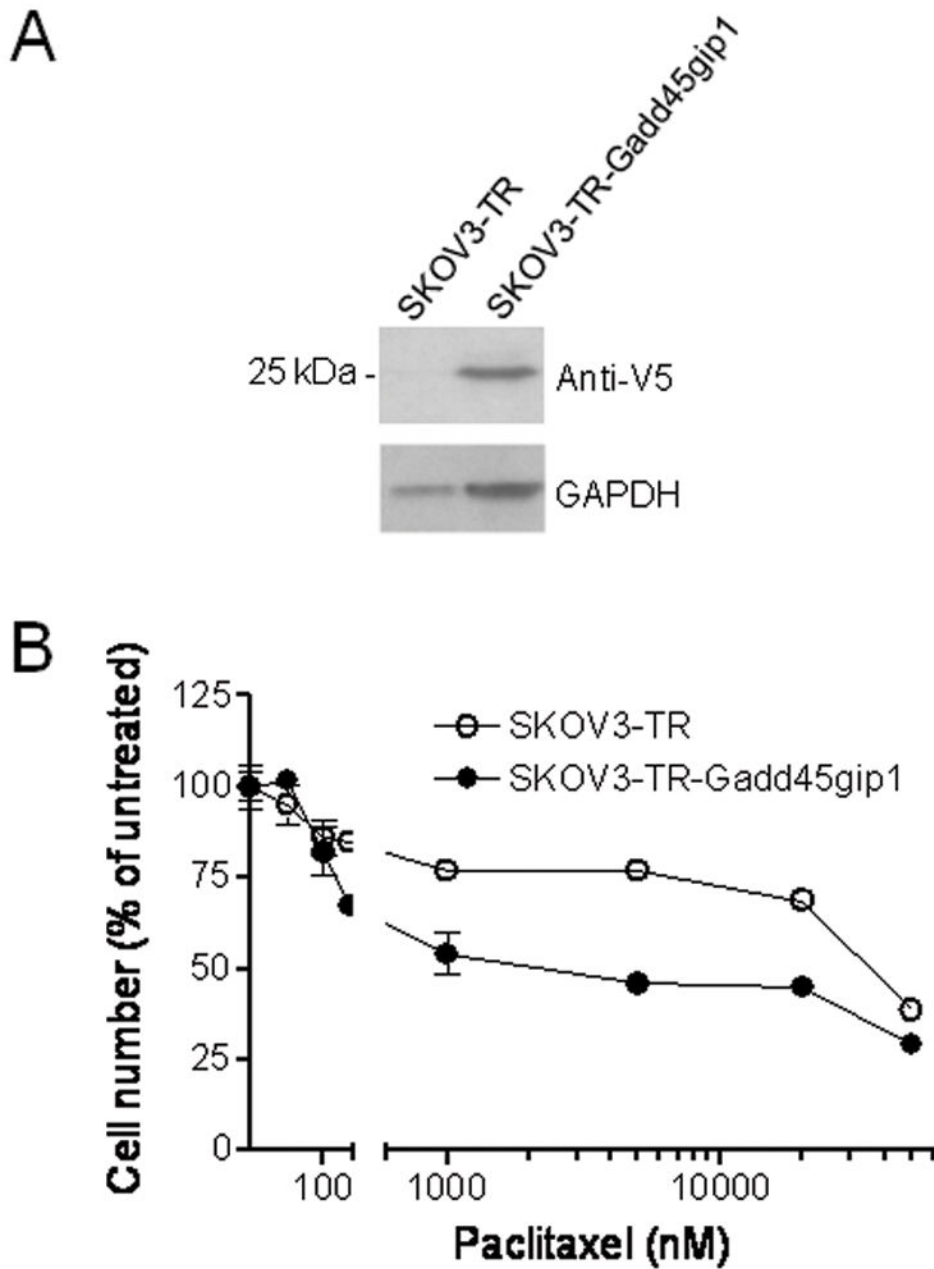 A
SKOV3-TR
SKOV3-TR-Gadd45gip1
25 kDa -
Anti-V5
GAPDH
B
Cell number (% of untreated)
125
100
75
50
25
0
SKOV3-TR
SKOV3-TR-Gadd45gip1
100
1000
10000
Paclitaxel (nM)